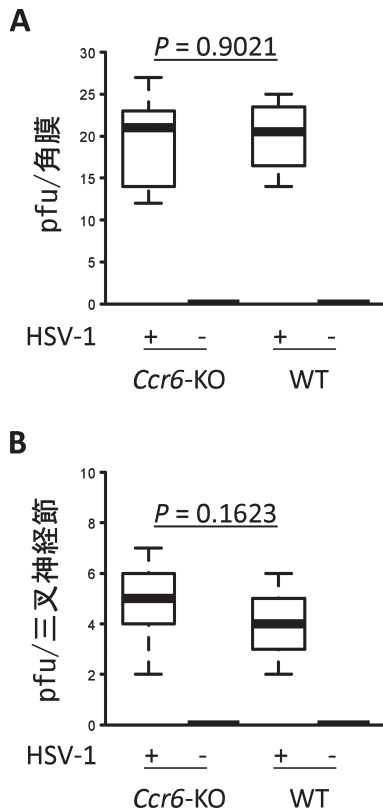 A
P = 0.9021
30
25
20
15
10
5
0
pfu/角膜
HSV-1 + - + -
Ccr6-KO WT
B
P = 0.1623
10
8
6
4
2
0
pfu/三叉神経節
HSV-1 + - + -
Ccr6-KO WT